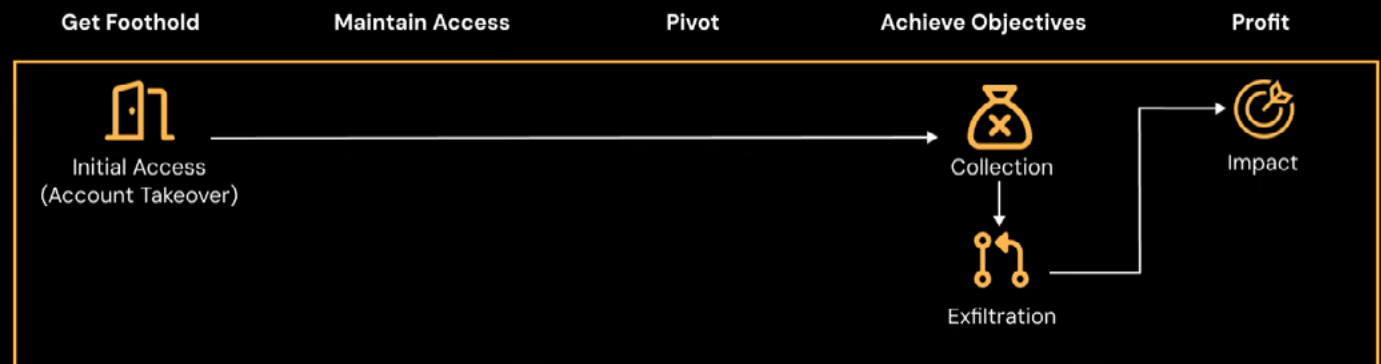 Get Foothold
Maintain Access
Pivot
Achieve Objectives
Profit
Initial Access
(Account Takeover)
Collection
Exfiltration
Impact